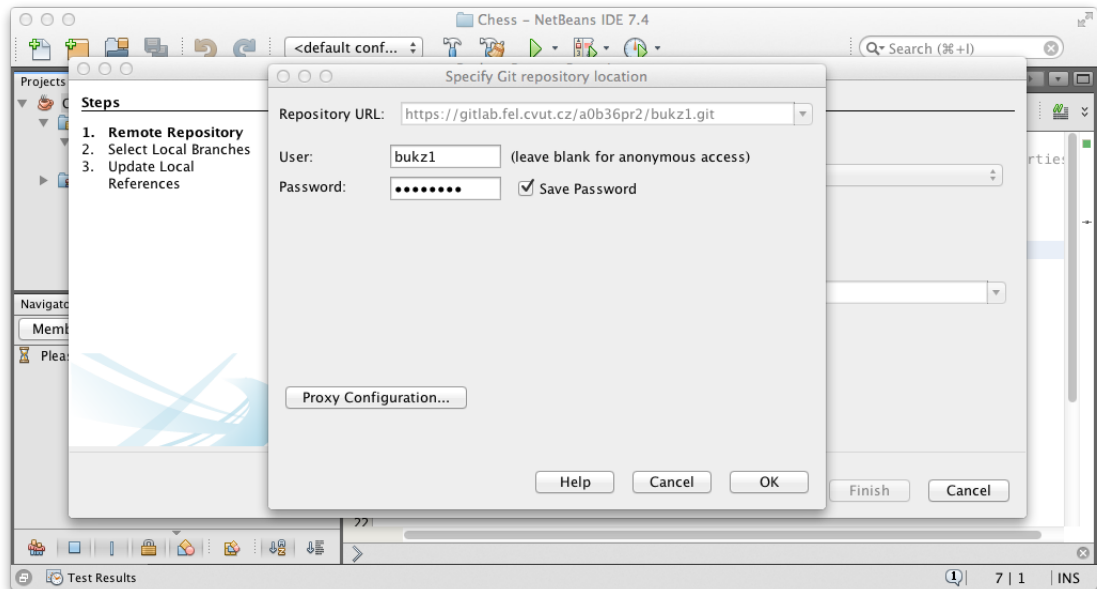 Chess – NetBeans IDE 7.4
<default conf...
Search (⌘+I)
Projects
Steps
1. Remote Repository
2. Select Local Branches
3. Update Local
References
Specify Git repository location
Repository URL: https://gitlab.fel.cvut.cz/a0b36pr2/bukz1.git
User: bukz1 (leave blank for anonymous access)
Password: •••••••• Save Password
Proxy Configuration...
Help Cancel OK
Finish Cancel
Navigato
Memb
Plea
rties
22
Test Results
1 7 | 1 INS